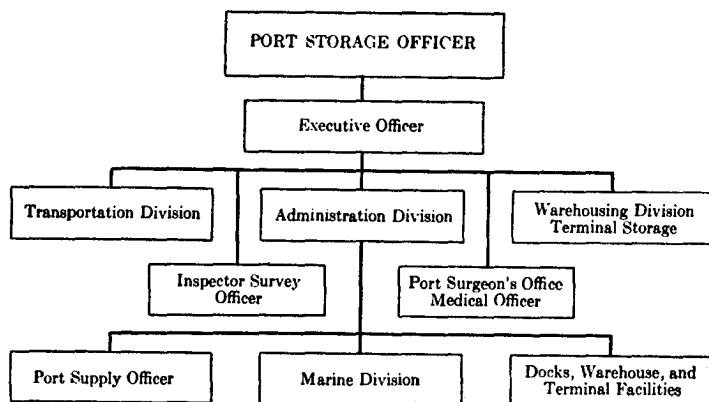 PORT STORAGE OFFICER
Executive Officer
Transportation Division
Administration Division
Warehousing Division
Terminal Storage
Inspector Survey
Officer
Port Surgeon's Office
Medical Officer
Port Supply Officer
Marine Division
Docks, Warehouse, and
Terminal Facilities